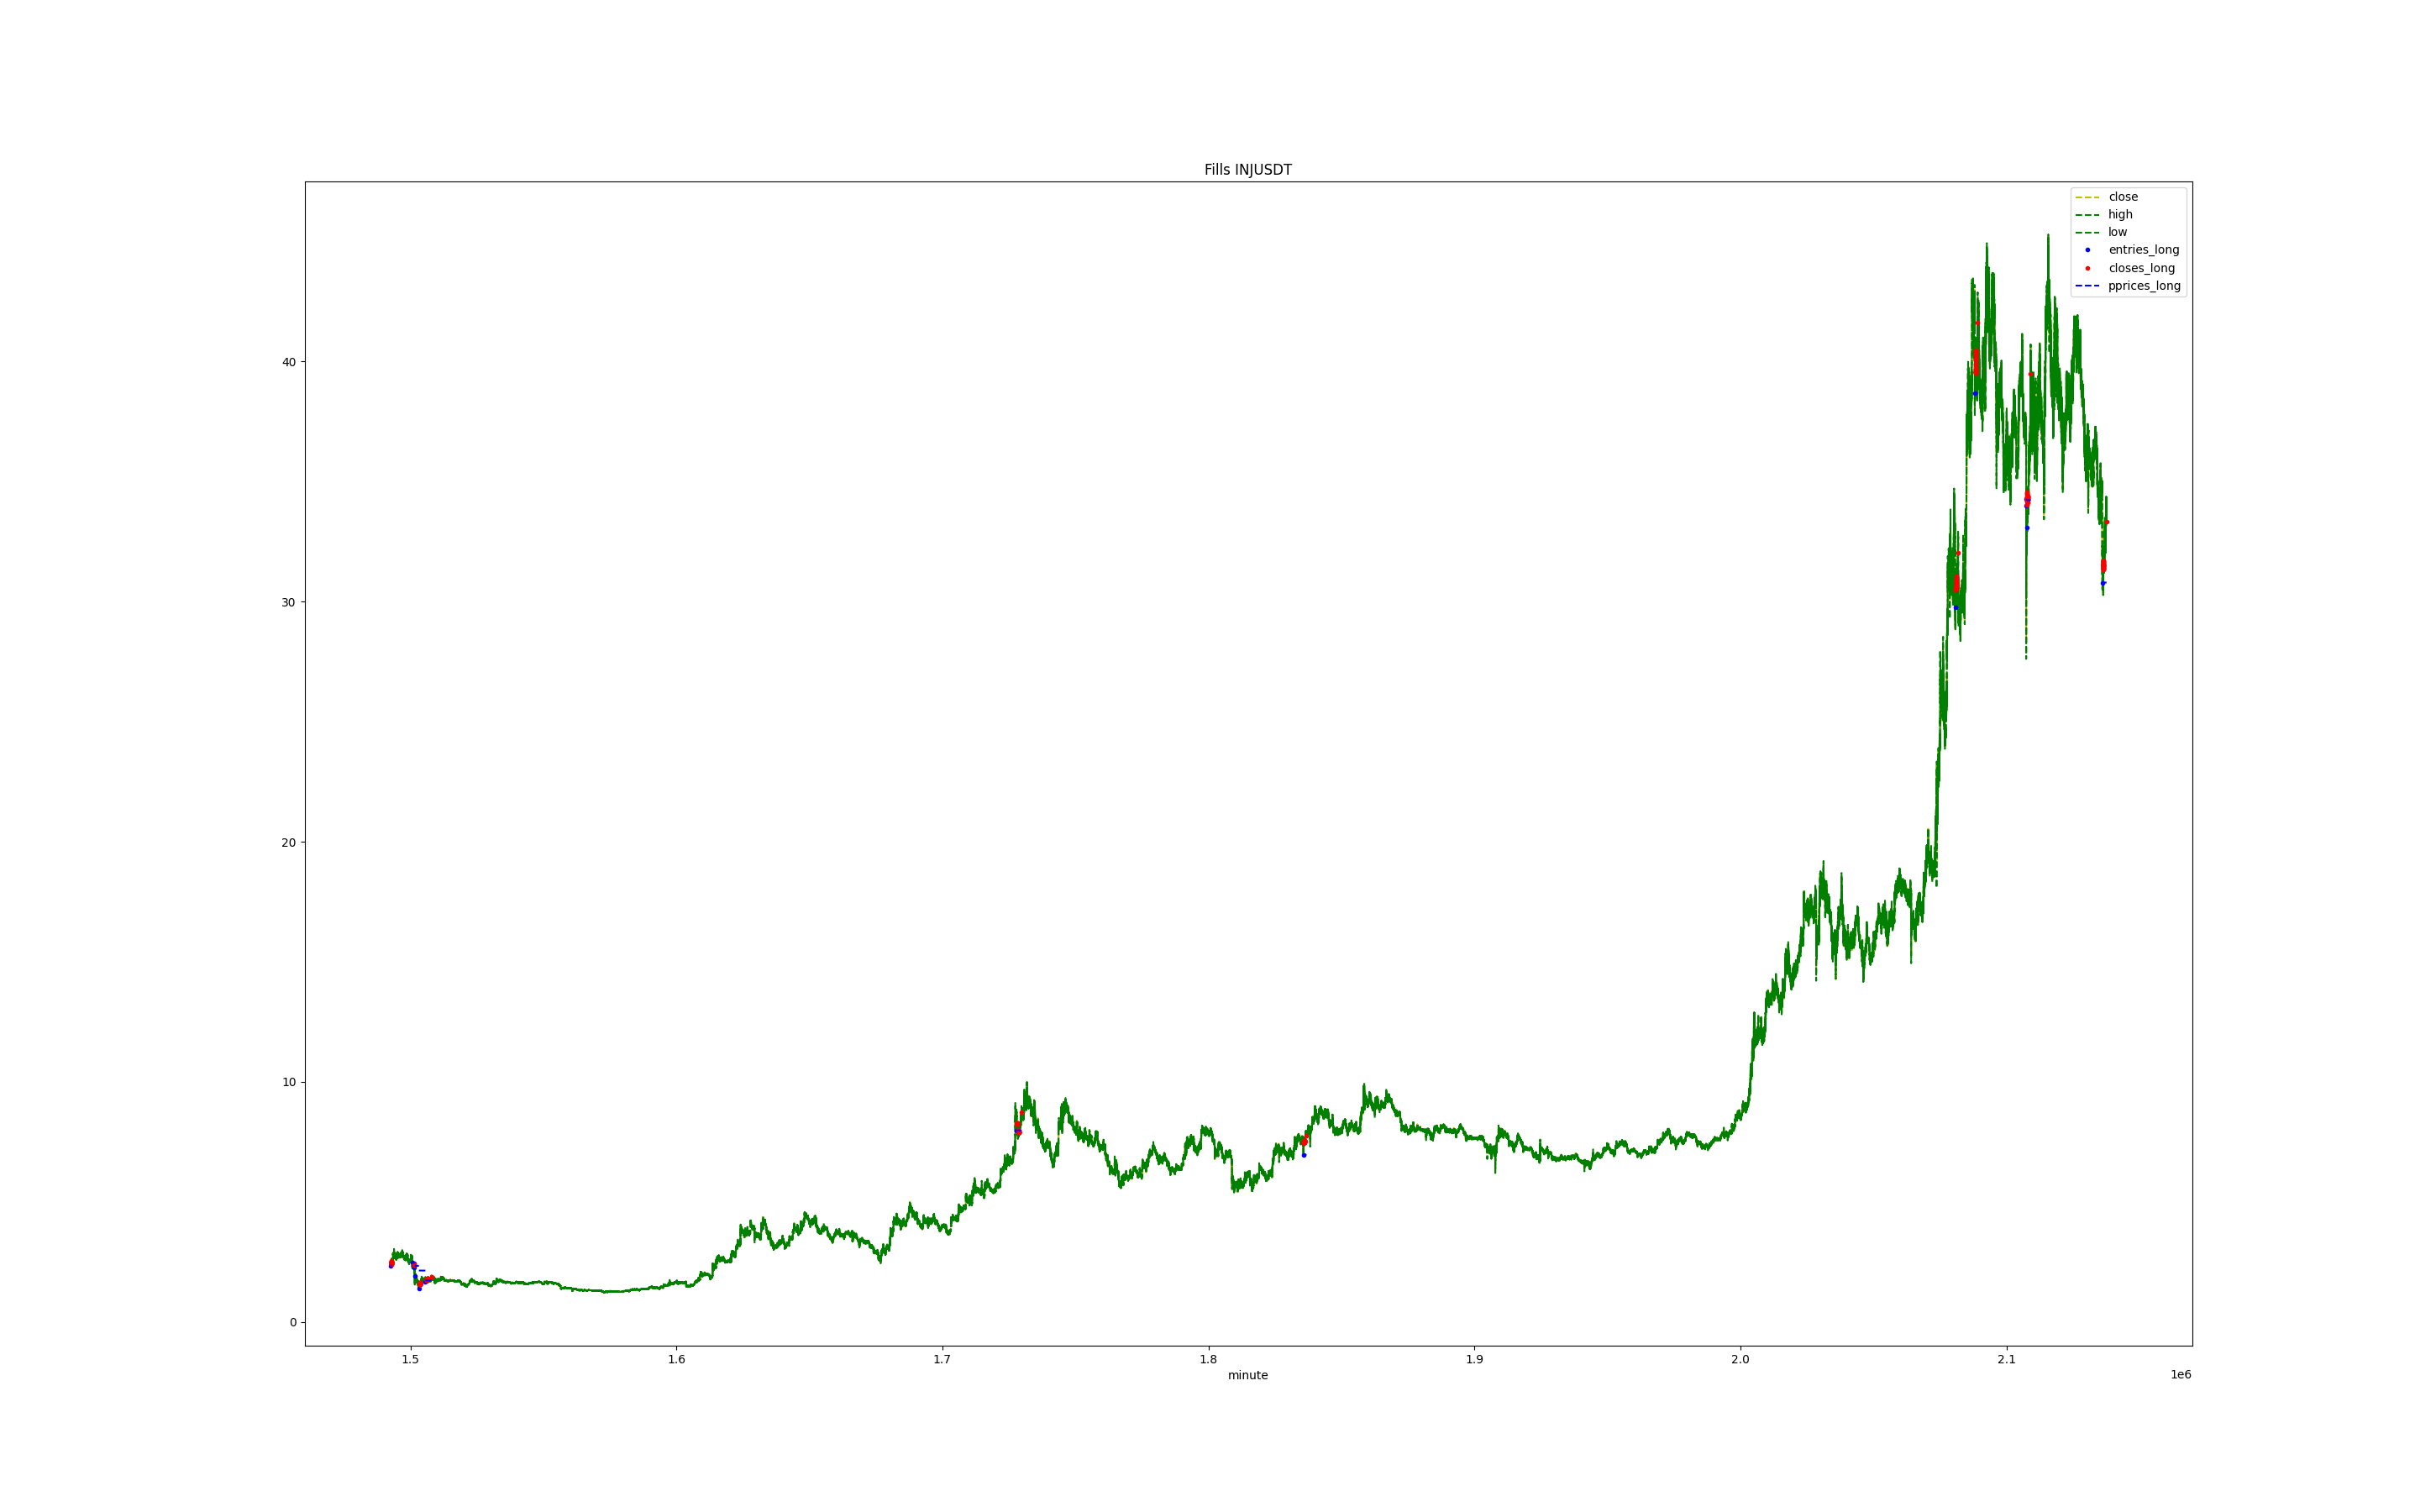 Fills INJUSDT
close
high
low
entries_long
closes_long
pprices_long
40
30
20
10
0
1.5 1.6 1.7 1.8 1.9 2.0 2.1
minute 1e6